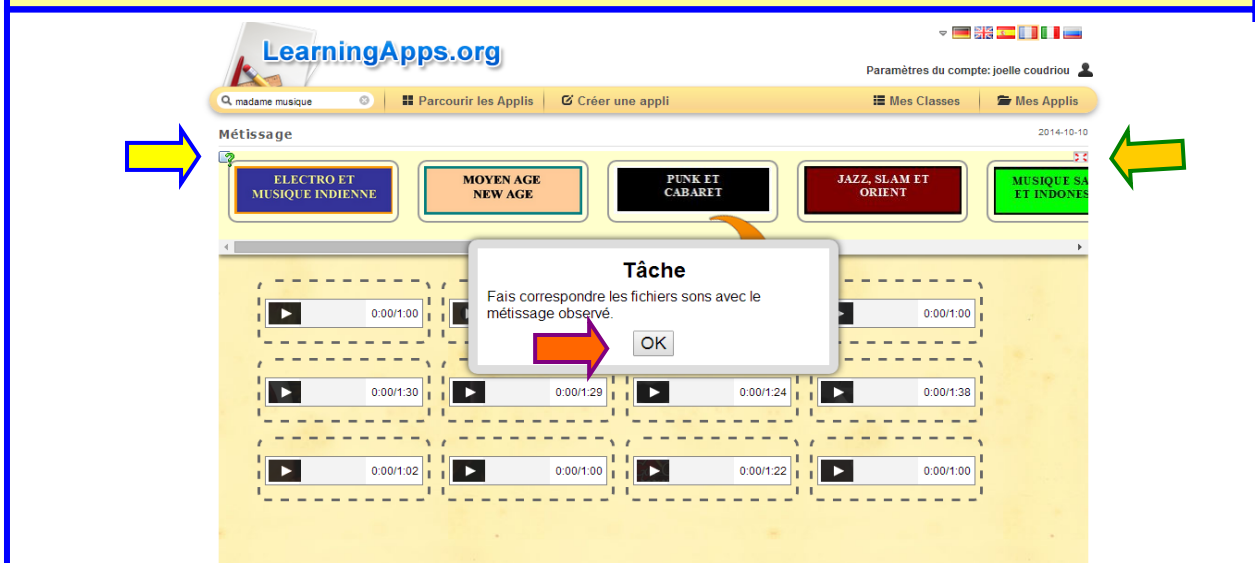 LearningApps.org
Paramètres du compte: joelle coudriou
madame musique
Parcourir les Applis
Créer une appli
Mes Classes
Mes Applis
Métissage
2014-10-10
ELECTRO ET
MUSIQUE INDIENNE
MOYEN AGE
NEW AGE
PUNK ET
CABARET
JAZZ, SLAM ET
ORIENT
MUSIQUE SA
ET INDONES
Tâche
Fais correspondre les fichiers sons avec le
métissage observé.
OK
0:00/1:00
0:00/1:00
0:00/1:30
0:00/1:29
0:00/1:24
0:00/1:38
0:00/1:02
0:00/1:00
0:00/1:22
0:00/1:00